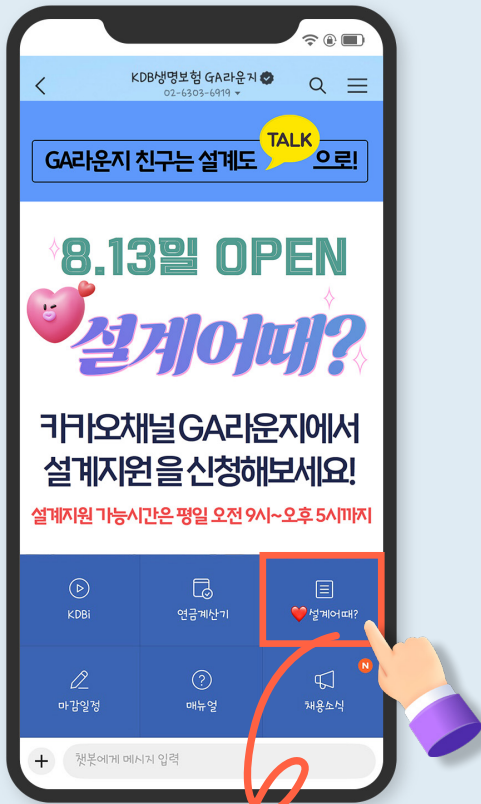 KDB생명보험 GA라운지
02-6303-6919
GA라운지 친구는 설계도 TALK 으로!
8.13일 OPEN
설계어때?
카카오채널 GA라운지에서
설계지원을 신청해보세요!
설계지원 가능시간은 평일 오전 9시~오후 5시까지
KDBi
연금계산기
❤️설계어때?
마감일정
메뉴얼
N
채용소식
챗봇에게 메시지 입력